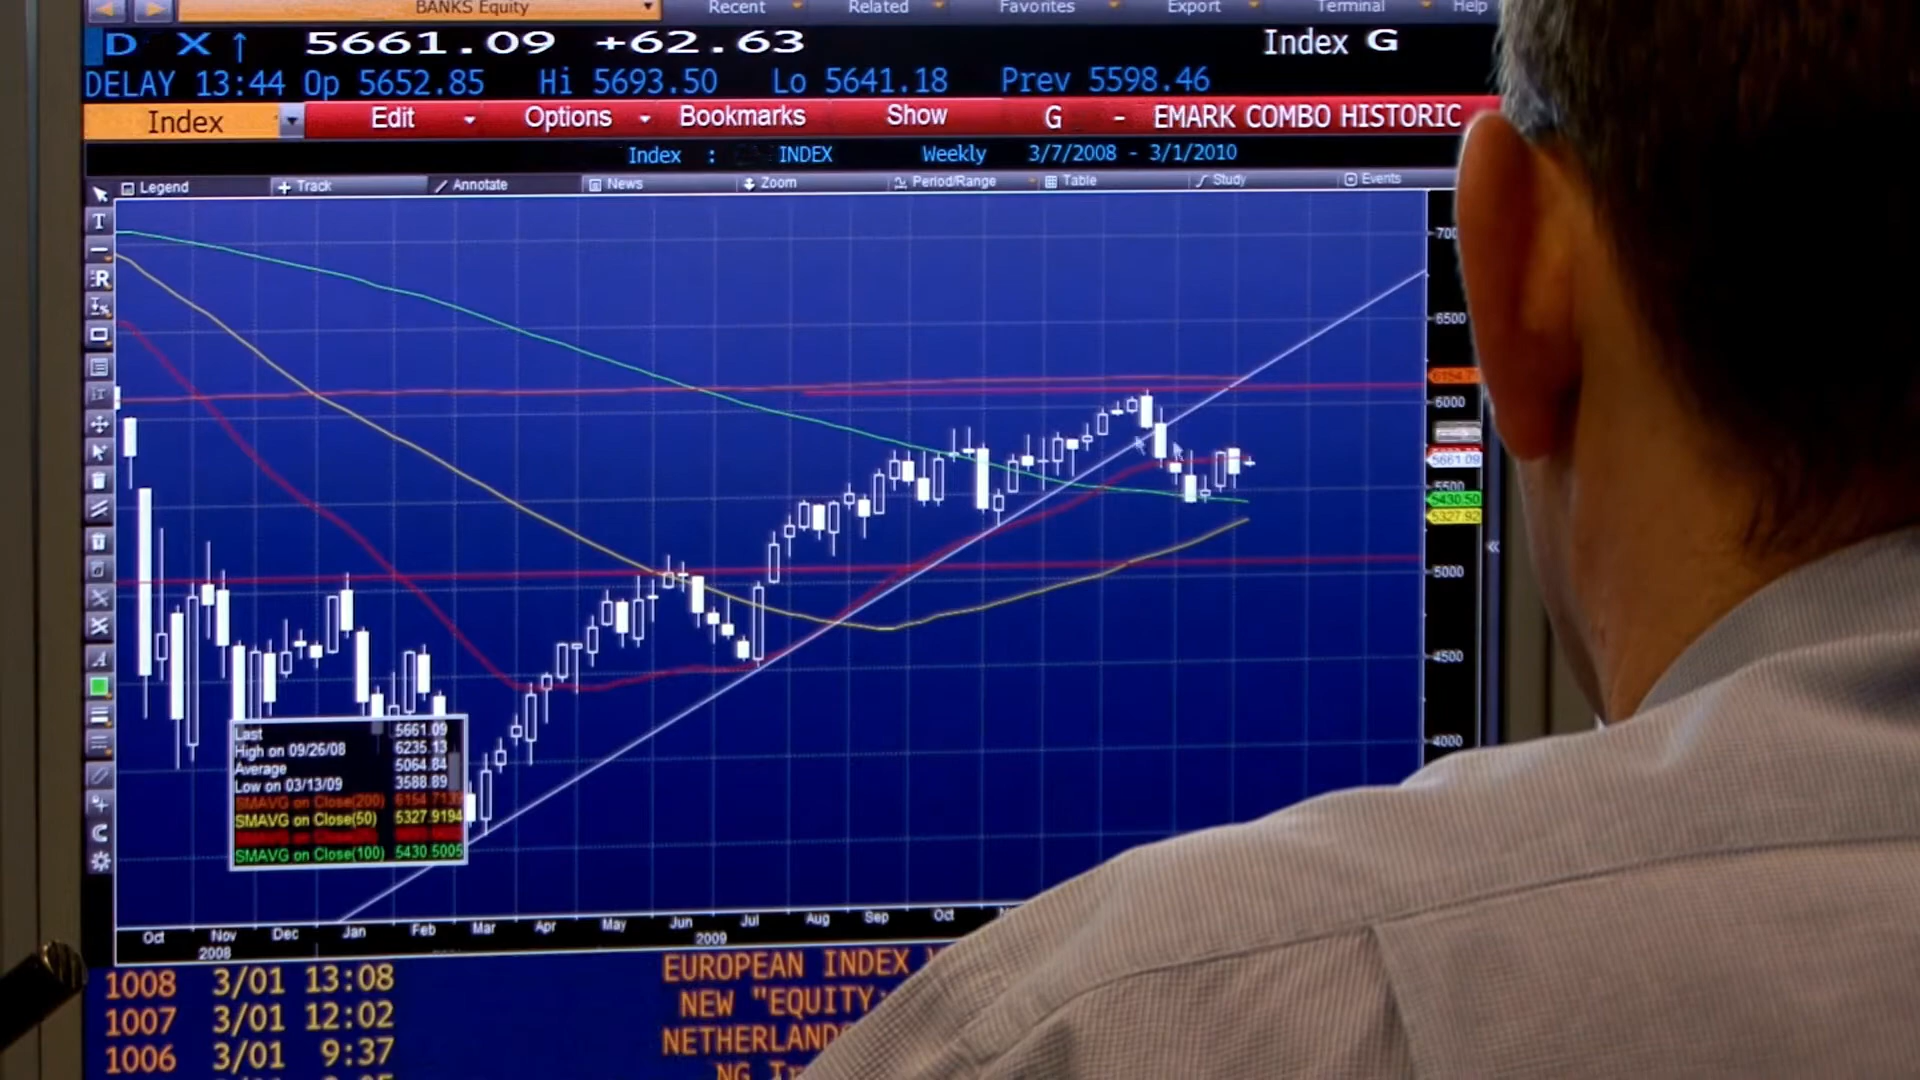 BANKS Equity Recent Related Favorites Export Terminal Help
D X ↑ 5661.09 +62.63 Index G
DELAY 13:44 Op 5652.85 Hi 5693.50 Lo 5641.18 Prev 5598.46
Index Edit Options Bookmarks Show G - EMARK COMBO HISTORIC
Index : INDEX Weekly 3/7/2008 - 3/1/2010
Legend Track Annotate News Zoom Period/Range Table Study Events
6500
6154.7
6000
5661.09
5500
5430.50
5327.92
5000
4500
4000
Last 5661.09
High on 09/26/08 6235.13
Average 5064.84
Low on 03/13/09 3588.89
SMAVG on Close(200) 6154.7139
SMAVG on Close(50) 5327.9194
SMAVG on Close(100) 5430.5005
Oct Nov Dec Jan Feb Mar Apr May Jun Jul Aug Sep Oct
2008 2009
1008 3/01 13:08 EUROPEAN INDEX
1007 3/01 12:02 NEW "EQUITY
1006 3/01 9:37 NETHERLAND
NG